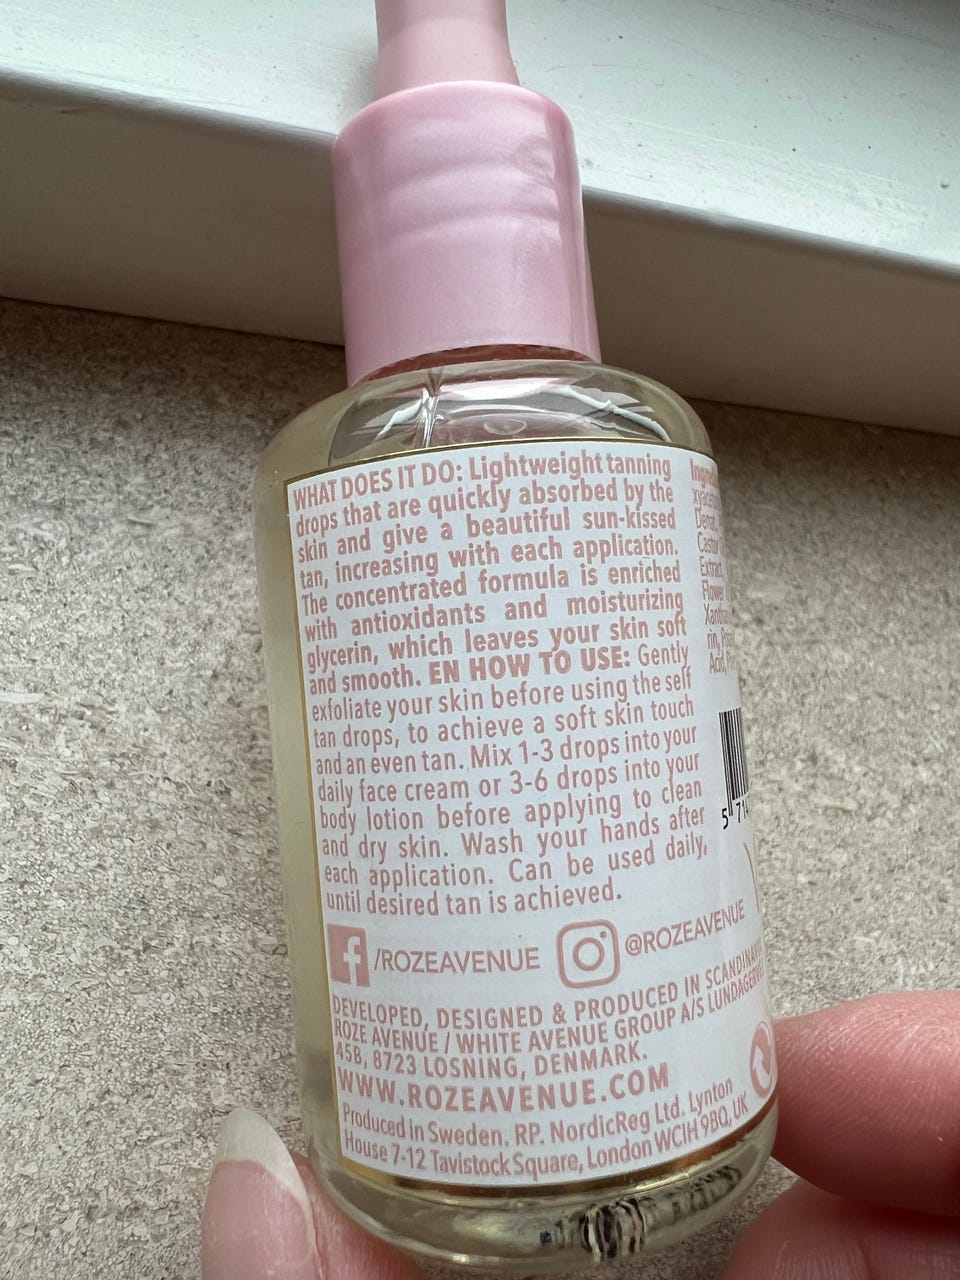 WHAT DOES IT DO: Lightweight tanning
drops that are quickly absorbed by the
skin and give a beautiful sun-kissed
tan, increasing with each application.
The concentrated formula is enriched
with antioxidants and moisturizing
glycerin, which leaves your skin soft
and smooth. EN HOW TO USE: Gently
exfoliate your skin before using the self
tan drops, to achieve a soft skin touch
and an even tan. Mix 1-3 drops into your
daily face cream or 3-6 drops into your
body lotion before applying to clean
and dry skin. Wash your hands after
each application. Can be used daily,
until desired tan is achieved.
/ROZEAVENUE @ROZEAVENUE
DEVELOPED, DESIGNED & PRODUCED IN
ROZE AVENUE / WHITE AVENUE GROUP A/S
45B, 8723 LOSNING, DENMARK.
WWW.ROZEAVENUE.COM
Produced in Sweden. RP. NordicReg Ltd. Lynton
House 7-12 Tavistock Square, London WCIH 9BQ, UK
Castor
Extract
Flower
Acid,
5